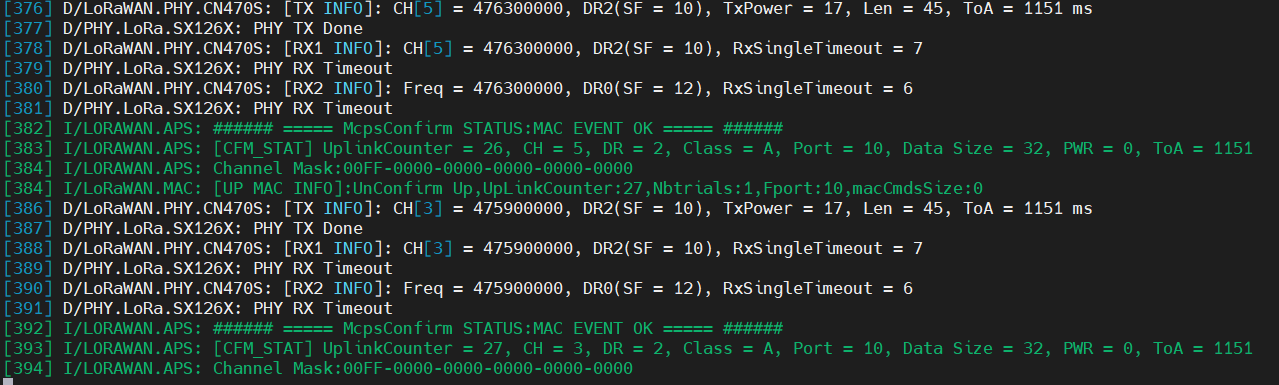 [376] D/LoRaWAN.PHY.CN470S: [TX INFO]: CH[5] = 476300000, DR2(SF = 10), TxPower = 17, Len = 45, ToA = 1151 ms
[377] D/PHY.LoRa.SX126X: PHY TX Done
[378] D/LoRaWAN.PHY.CN470S: [RX1 INFO]: CH[5] = 476300000, DR2(SF = 10), RxSingleTimeout = 7
[379] D/PHY.LoRa.SX126X: PHY RX Timeout
[380] D/LoRaWAN.PHY.CN470S: [RX2 INFO]: Freq = 476300000, DR0(SF = 12), RxSingleTimeout = 6
[381] D/PHY.LoRa.SX126X: PHY RX Timeout
[382] I/LORAWAN.APS: ###### ===== McpsConfirm STATUS:MAC EVENT OK ===== ######
[383] I/LORAWAN.APS: [CFM_STAT] UplinkCounter = 26, CH = 5, DR = 2, Class = A, Port = 10, Data Size = 32, PWR = 0, ToA = 1151
[384] I/LORAWAN.APS: Channel Mask:00FF-0000-0000-0000-0000-0000
[384] I/LoRaWAN.MAC: [UP MAC INFO]:UnConfirm Up,UpLinkCounter:27,Nbtrials:1,Fport:10,macCmdsSize:0
[386] D/LoRaWAN.PHY.CN470S: [TX INFO]: CH[3] = 475900000, DR2(SF = 10), TxPower = 17, Len = 45, ToA = 1151 ms
[387] D/PHY.LoRa.SX126X: PHY TX Done
[388] D/LoRaWAN.PHY.CN470S: [RX1 INFO]: CH[3] = 475900000, DR2(SF = 10), RxSingleTimeout = 7
[389] D/PHY.LoRa.SX126X: PHY RX Timeout
[390] D/LoRaWAN.PHY.CN470S: [RX2 INFO]: Freq = 475900000, DR0(SF = 12), RxSingleTimeout = 6
[391] D/PHY.LoRa.SX126X: PHY RX Timeout
[392] I/LORAWAN.APS: ###### ===== McpsConfirm STATUS:MAC EVENT OK ===== ######
[393] I/LORAWAN.APS: [CFM_STAT] UplinkCounter = 27, CH = 3, DR = 2, Class = A, Port = 10, Data Size = 32, PWR = 0, ToA = 1151
[394] I/LORAWAN.APS: Channel Mask:00FF-0000-0000-0000-0000-0000